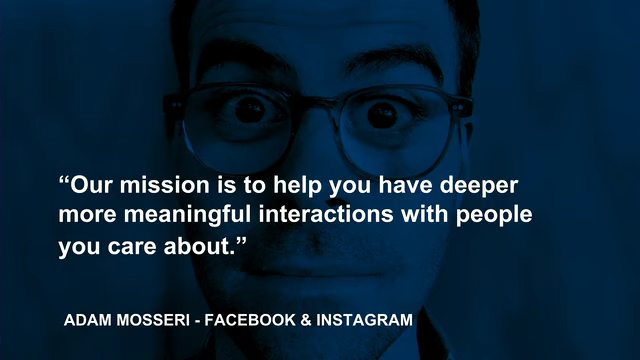 “Our mission is to help you have deeper
more meaningful interactions with people
you care about.”
ADAM MOSSERI - FACEBOOK & INSTAGRAM